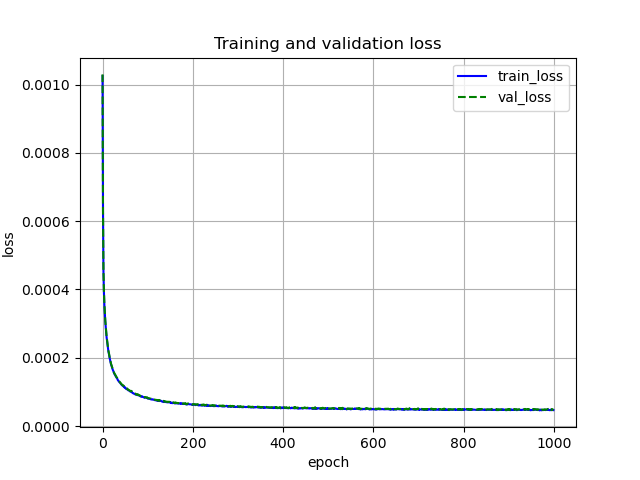 Training and validation loss
train_loss
val_loss
0.0010
0.0008
0.0006
0.0004
0.0002
0.0000
loss
0 200 400 600 800 1000
epoch